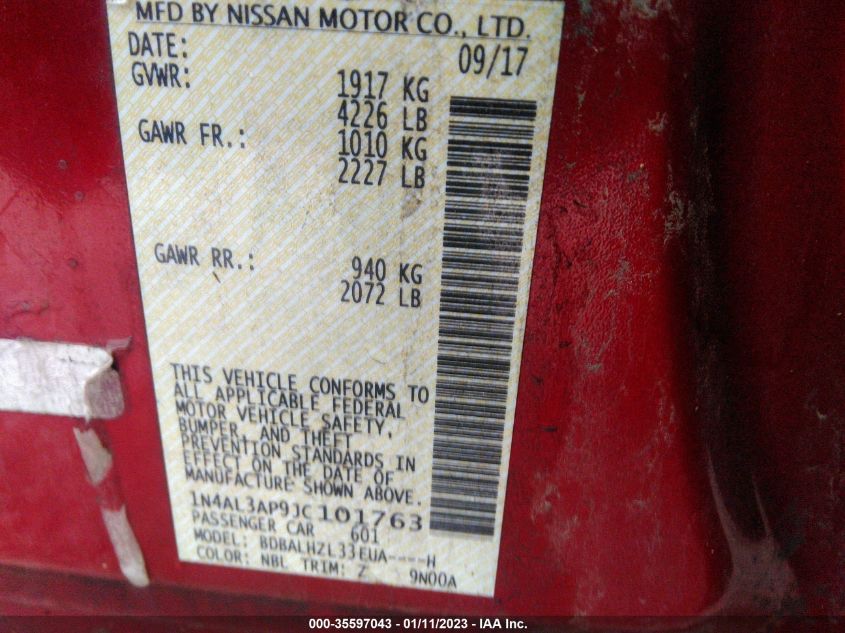 MFD BY NISSAN MOTOR CO., LTD.
DATE: 09/17
GVWR: 1917 KG
4226 LB
GAWR FR.: 1010 KG
2227 LB
GAWR RR.: 940 KG
2072 LB
THIS VEHICLE CONFORMS TO
ALL APPLICABLE FEDERAL
MOTOR VEHICLE SAFETY,
BUMPER, AND THEFT
PREVENTION STANDARDS IN
EFFECT ON THE DATE OF
MANUFACTURE SHOWN ABOVE.
1N4AL3AP9JC101763
PASSENGER CAR 601
MODEL: BDBALHZL33EUA----H
COLOR: NBL TRIM: Z 9N00A
000-35597043 - 01/11/2023 - IAA Inc.